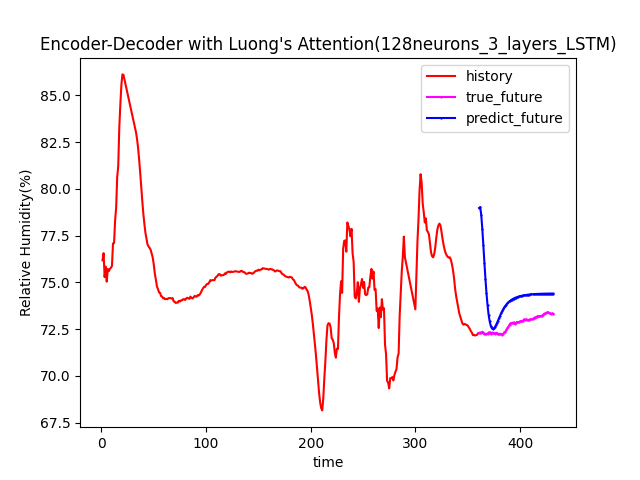 Encoder-Decoder with Luong's Attention(128neurons_3_layers_LSTM)
history
true_future
predict_future
Relative Humidity(%)
85.0
82.5
80.0
77.5
75.0
72.5
70.0
67.5
0 100 200 300 400
time